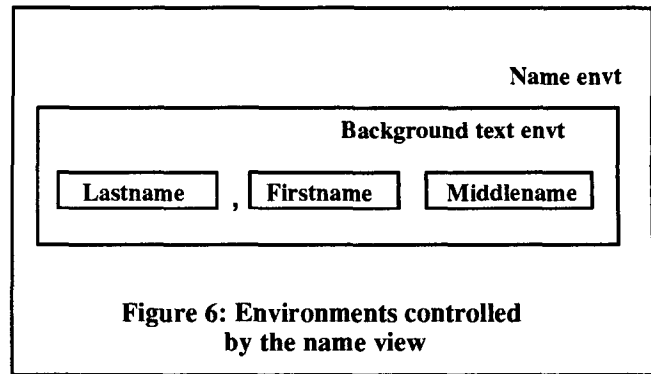 Name envt
Background text envt
Lastname , Firstname Middlename
Figure 6: Environments controlled
by the name view